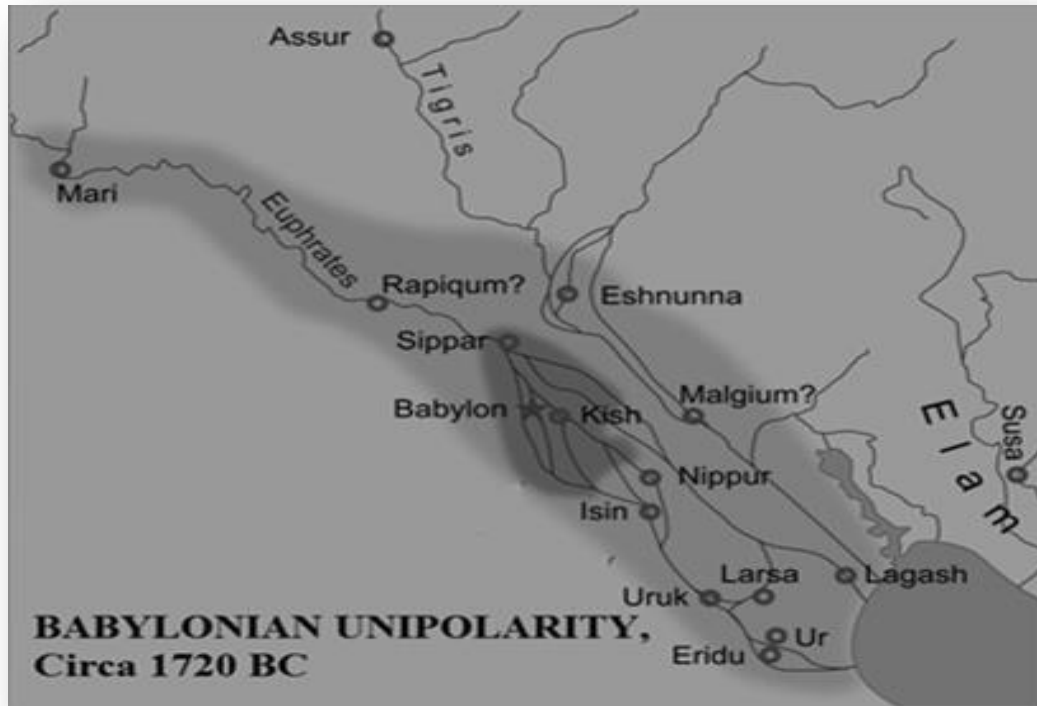 Assur
Tigris
Mari
Euphrates
Rapiqum?
Eshnunna
Sippar
Babylon
Kish
Malgium?
Elam
Susa
Nippur
Isin
Larsa
Lagash
Uruk
Ur
Eridu
BABYLONIAN UNIPOLARITY,
Circa 1720 BC